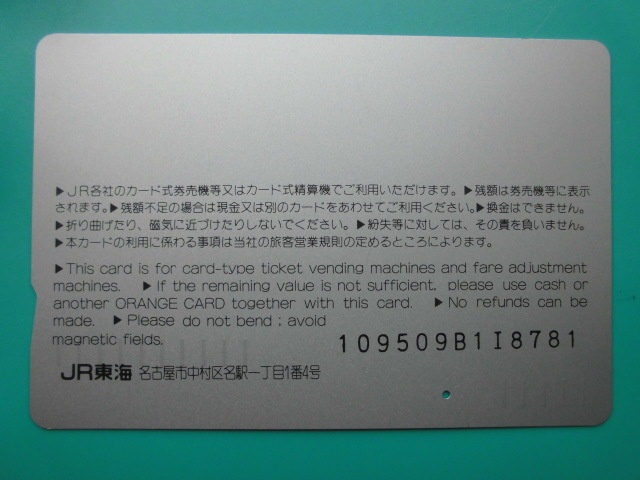 ▶JR各社のカード式券売機等又はカード式精算機でご利用いただけます。▶残額は券売機等に表示
されます。▶残額不足の場合は現金又は別のカードをあわせてご利用ください。▶換金はできません。
▶折り曲げたり、磁気に近づけたりしないでください。▶紛失等に対しては、その責を負いません。
▶本カードの利用に係わる事項は当社の旅客営業規則の定めるところによります。
▶This card is for card-type ticket vending machines and fare adjustment
machines. ▶If the remaining value is not sufficient, please use cash or
another ORANGE CARD together with this card. ▶No refunds can be
made. ▶Please do not bend ; avoid
magnetic fields.
109509B1I8781
JR東海 名古屋市中村区名駅一丁目1番4号